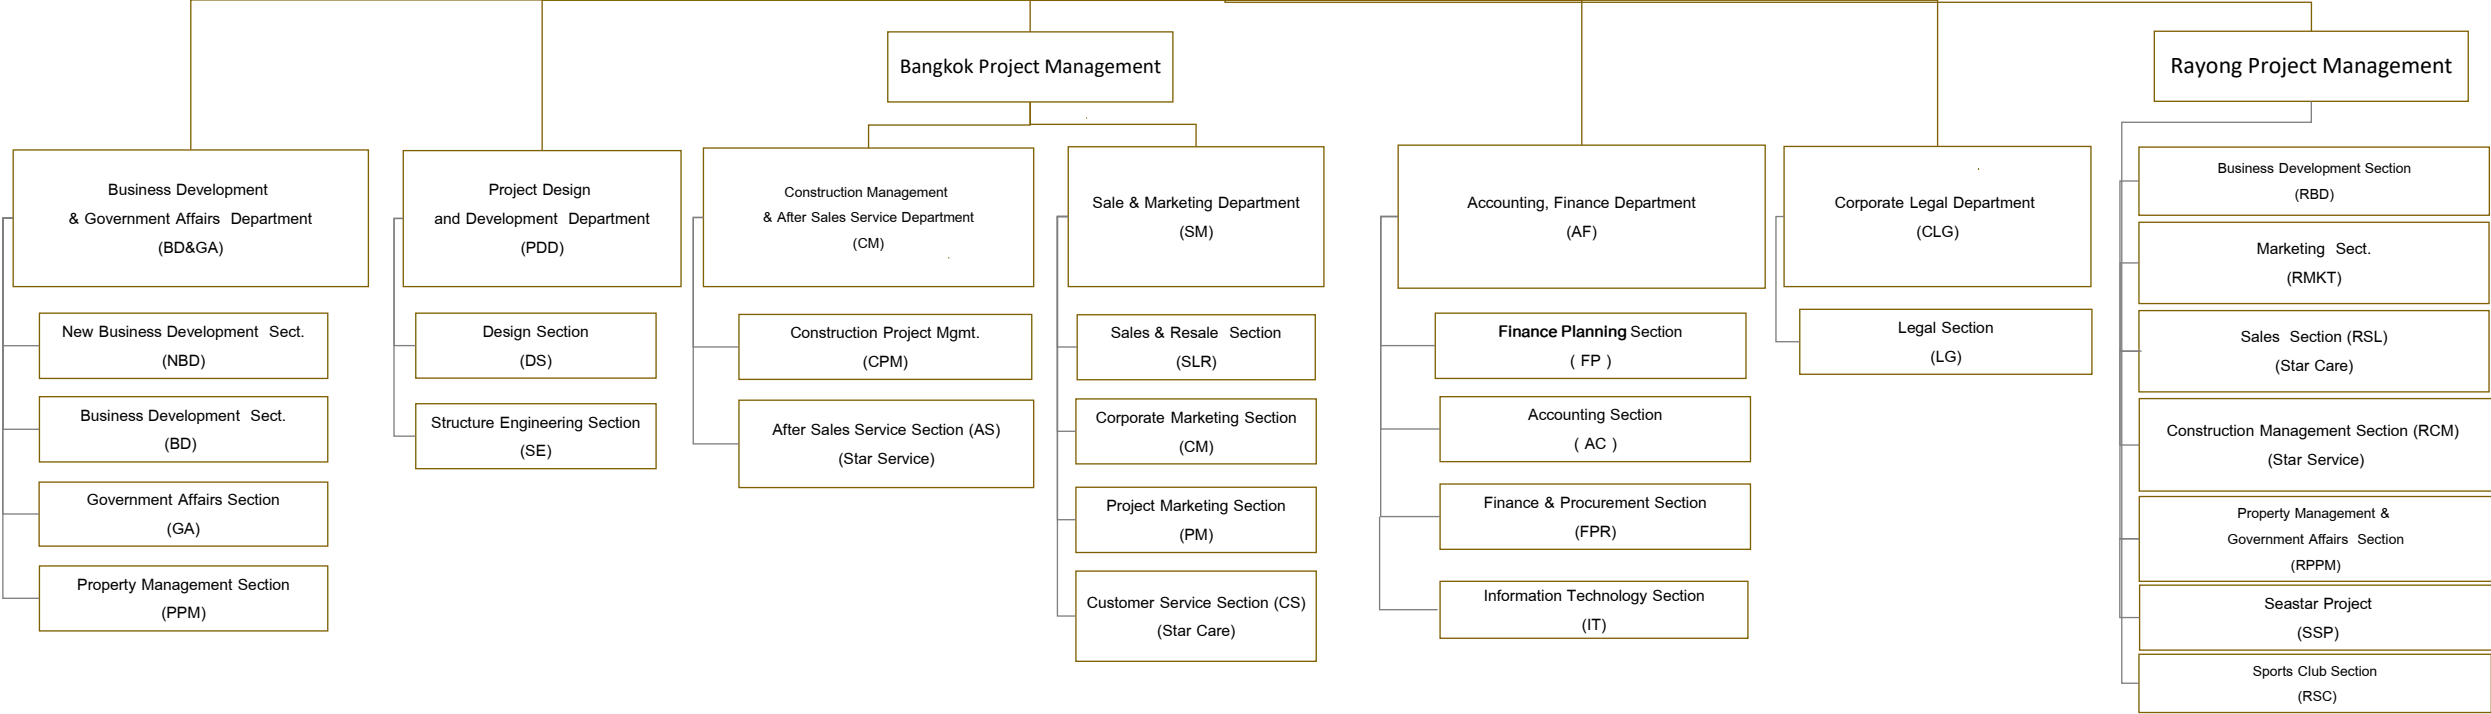 Bangkok Project Management
Rayong Project Management
Business Development
& Government Affairs Department
(BD&GA)
New Business Development Sect.
(NBD)
Business Development Sect.
(BD)
Government Affairs Section
(GA)
Property Management Section
(PPM)
Project Design
and Development Department
(PDD)
Design Section
(DS)
Structure Engineering Section
(SE)
Construction Management
& After Sales Service Department
(CM)
Construction Project Mgmt.
(CPM)
After Sales Service Section (AS)
(Star Service)
Sale & Marketing Department
(SM)
Sales & Resale Section
(SLR)
Corporate Marketing Section
(CM)
Project Marketing Section
(PM)
Customer Service Section (CS)
(Star Care)
Accounting, Finance Department
(AF)
Finance Planning Section
( FP )
Accounting Section
( AC )
Finance & Procurement Section
(FPR)
Information Technology Section
(IT)
Corporate Legal Department
(CLG)
Legal Section
(LG)
Business Development Section
(RBD)
Marketing Sect.
(RMKT)
Sales Section (RSL)
(Star Care)
Construction Management Section (RCM)
(Star Service)
Property Management &
Government Affairs Section
(RPPM)
Seastar Project
(SSP)
Sports Club Section
(RSC)